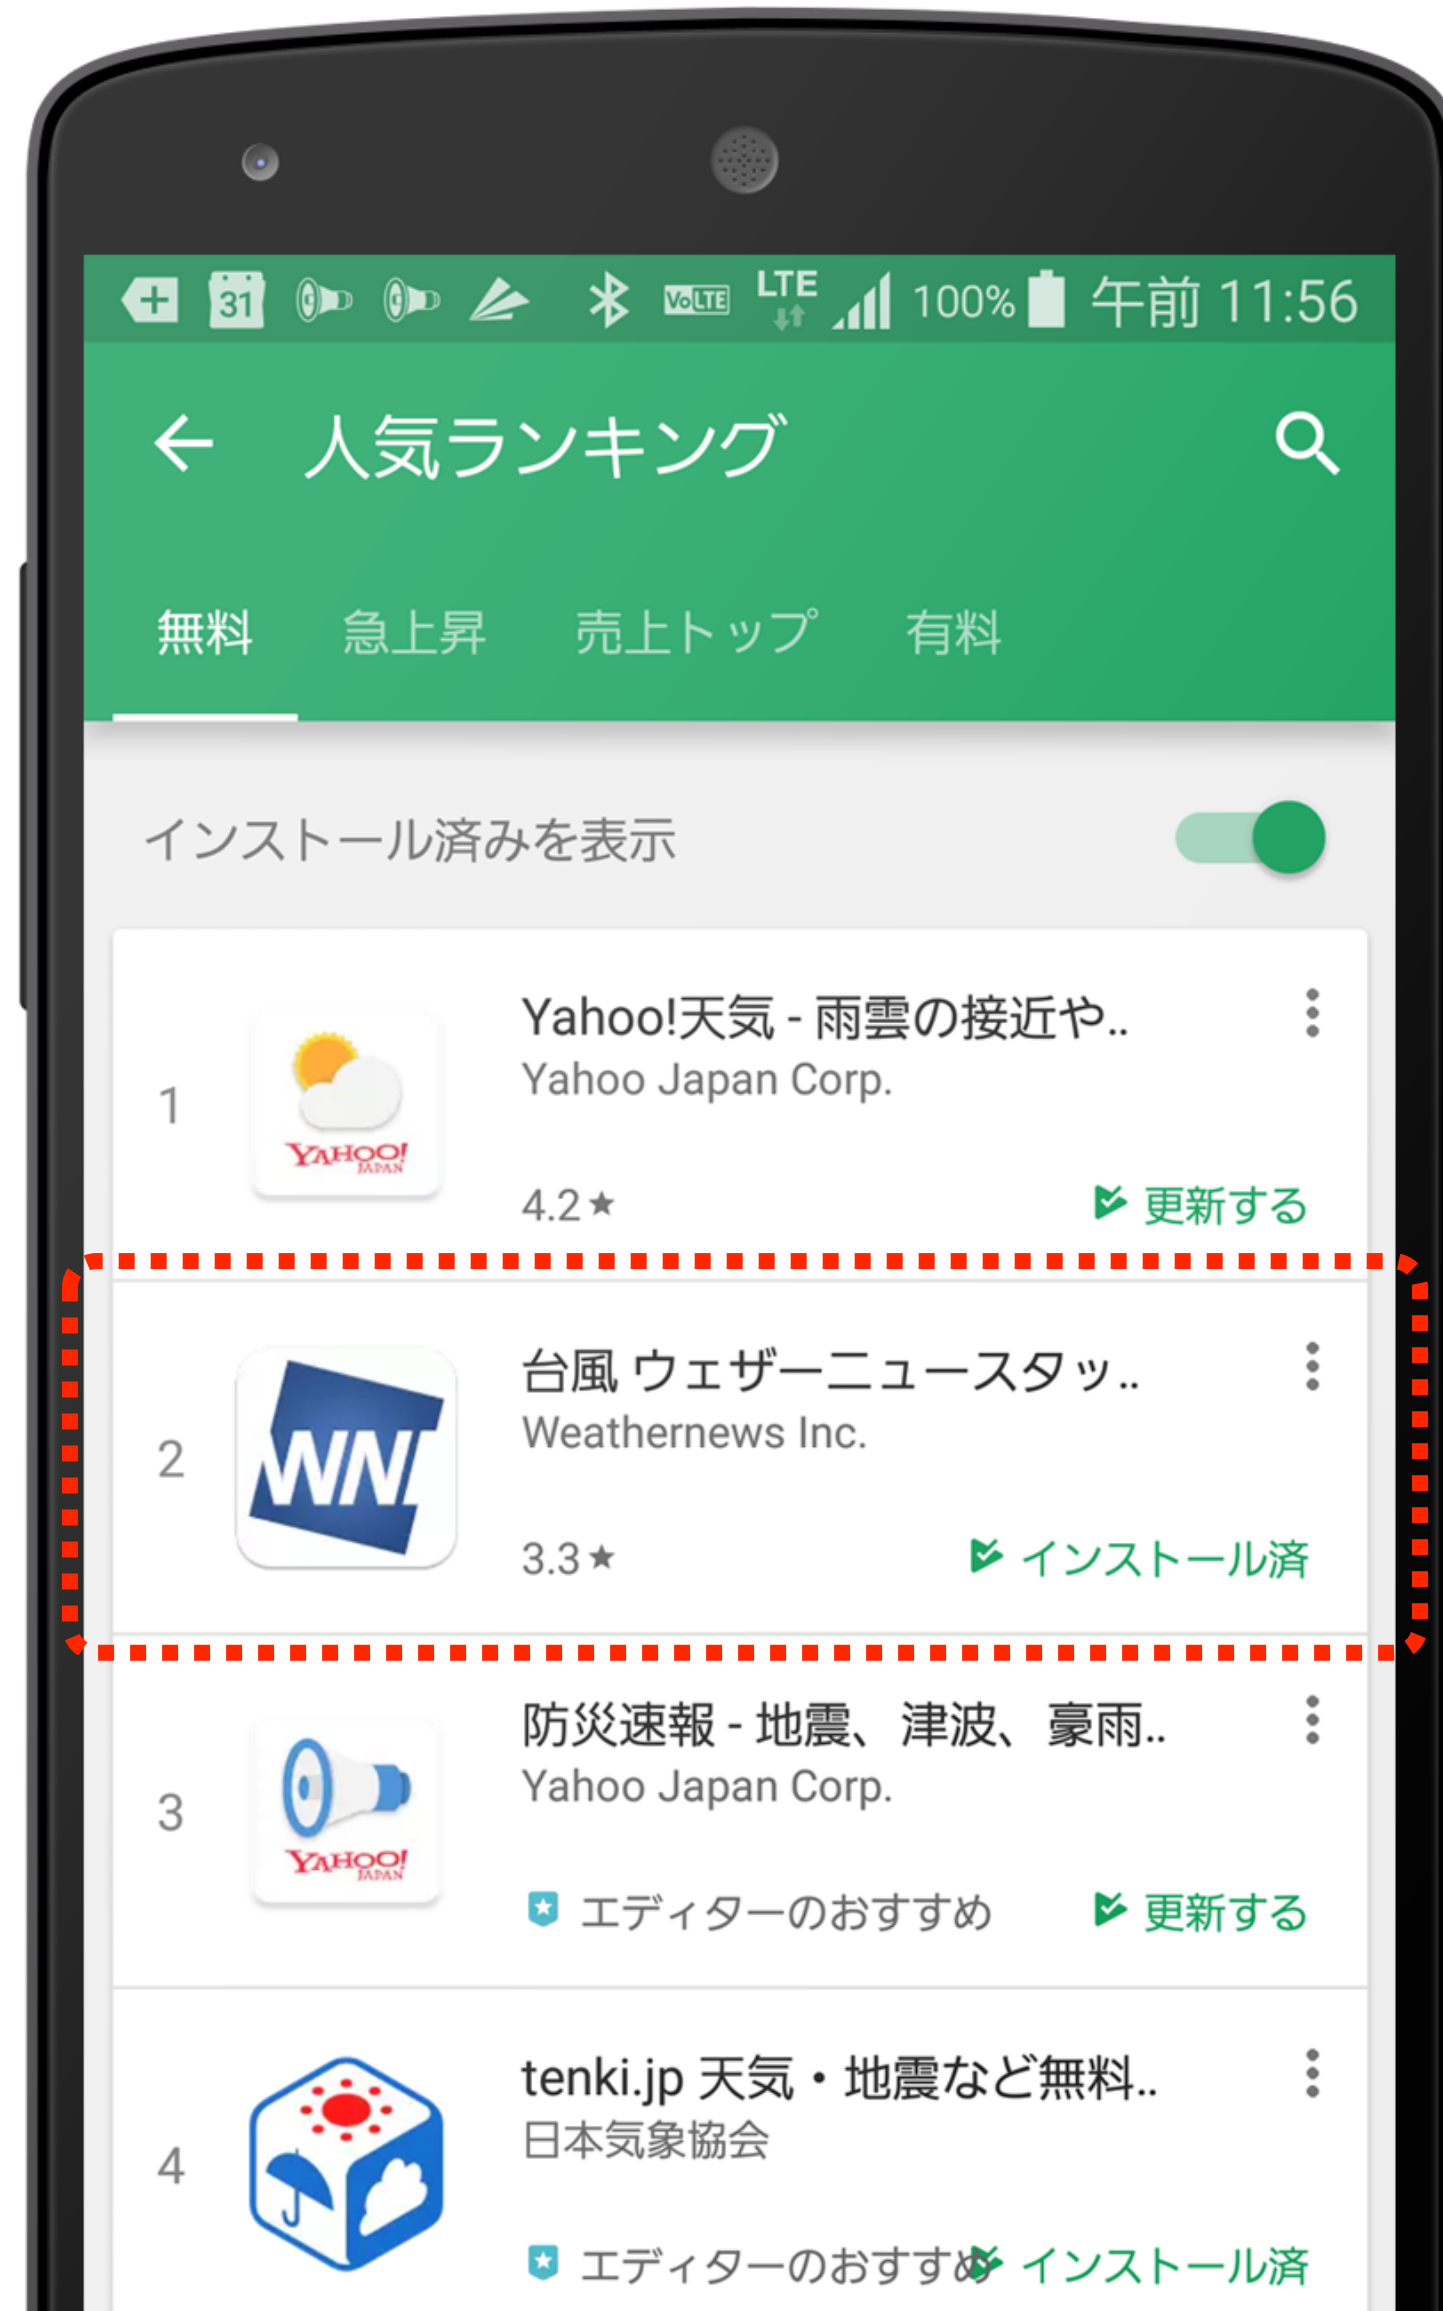 31 VoLTE LTE 100% 午前 11:56
人気ランキング
無料 急上昇 売上トップ 有料
インストール済みを表示
1
YAHOO!
JAPAN
Yahoo!天気 - 雨雲の接近や..
Yahoo Japan Corp.
4.2★ 更新する
2
WNI
台風 ウェザーニュースタッ..
Weathernews Inc.
3.3★ インストール済
3
YAHOO!
JAPAN
防災速報 - 地震、津波、豪雨..
Yahoo Japan Corp.
エディターのおすすめ 更新する
4
tenki.jp 天気・地震など無料..
日本気象協会
エディターのおすすめ インストール済